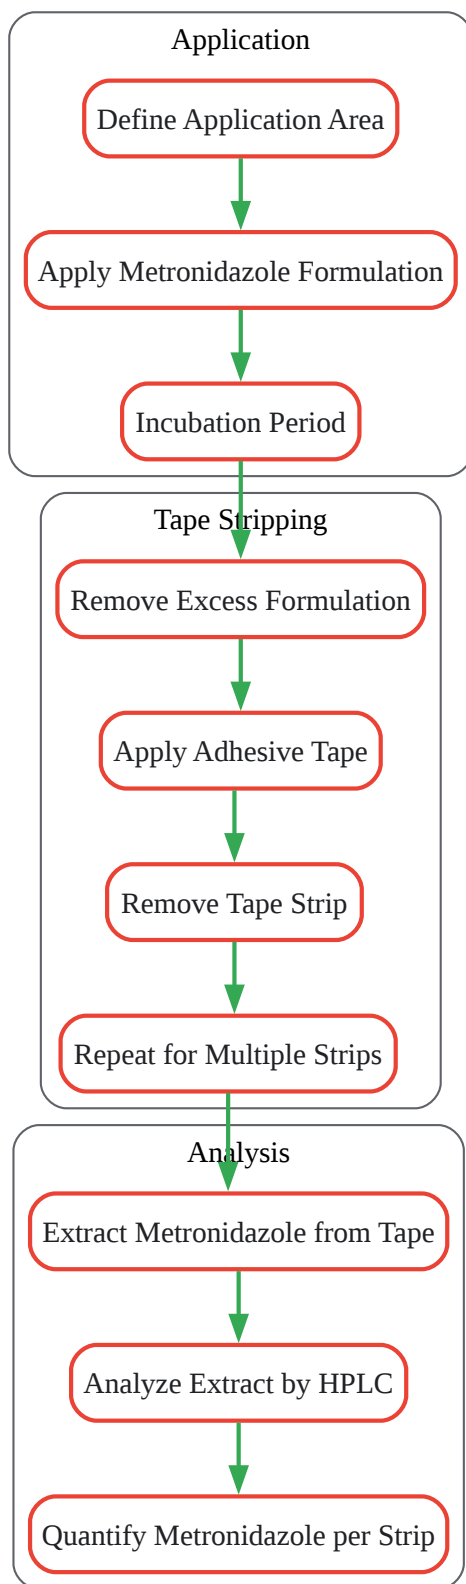 Application
Define Application Area
Apply Metronidazole Formulation
Incubation Period
Tape Stripping
Remove Excess Formulation
Apply Adhesive Tape
Remove Tape Strip
Repeat for Multiple Strips
Analysis
Extract Metronidazole from Tape
Analyze Extract by HPLC
Quantify Metronidazole per Strip